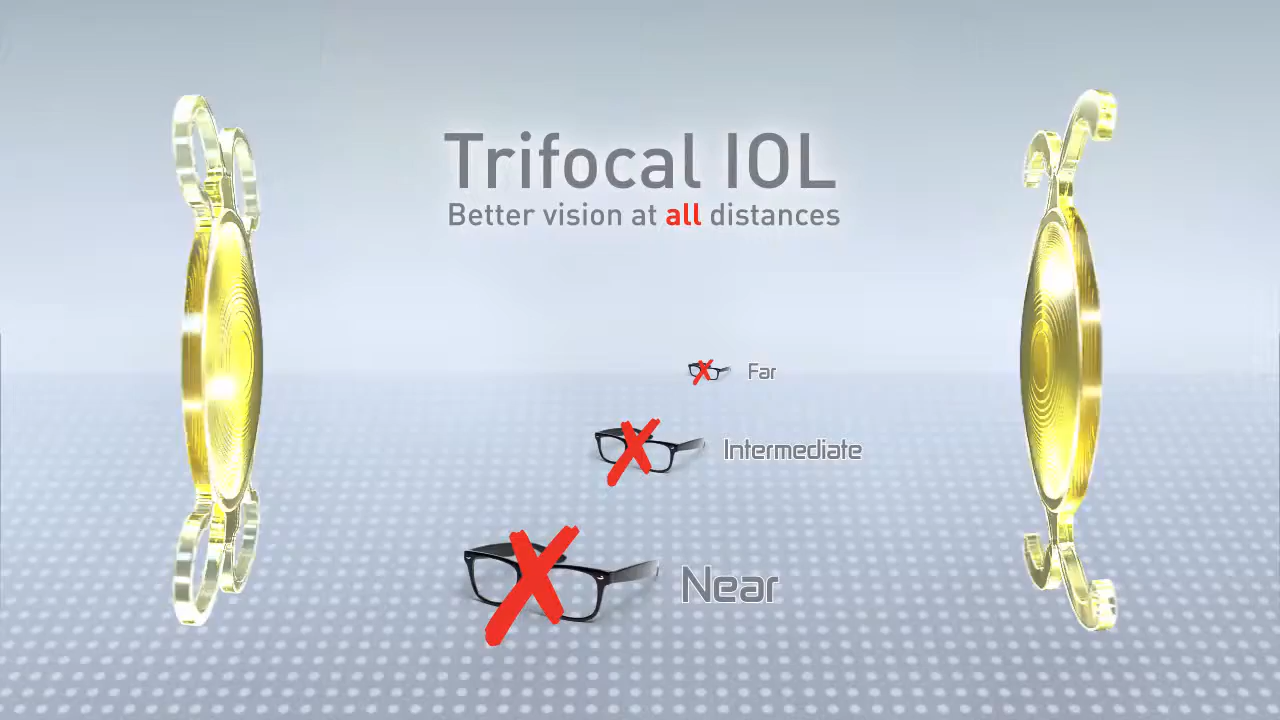 Trifocal IOL
Better vision at all distances
Far
Intermediate
Near